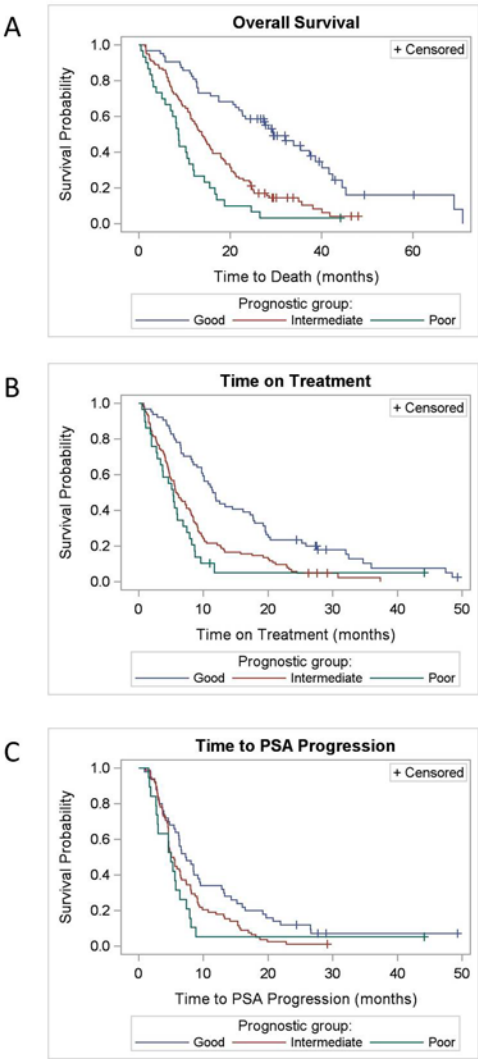 A
Overall Survival
+ Censored
Survival Probability
1.0
0.8
0.6
0.4
0.2
0.0
0 20 40 60
Time to Death (months)
Prognostic group:
Good Intermediate Poor
B
Time on Treatment
+ Censored
Survival Probability
1.0
0.8
0.6
0.4
0.2
0.0
0 10 20 30 40 50
Time on Treatment (months)
Prognostic group:
Good Intermediate Poor
C
Time to PSA Progression
+ Censored
Survival Probability
1.0
0.8
0.6
0.4
0.2
0.0
0 10 20 30 40 50
Time to PSA Progression (months)
Prognostic group:
Good Intermediate Poor